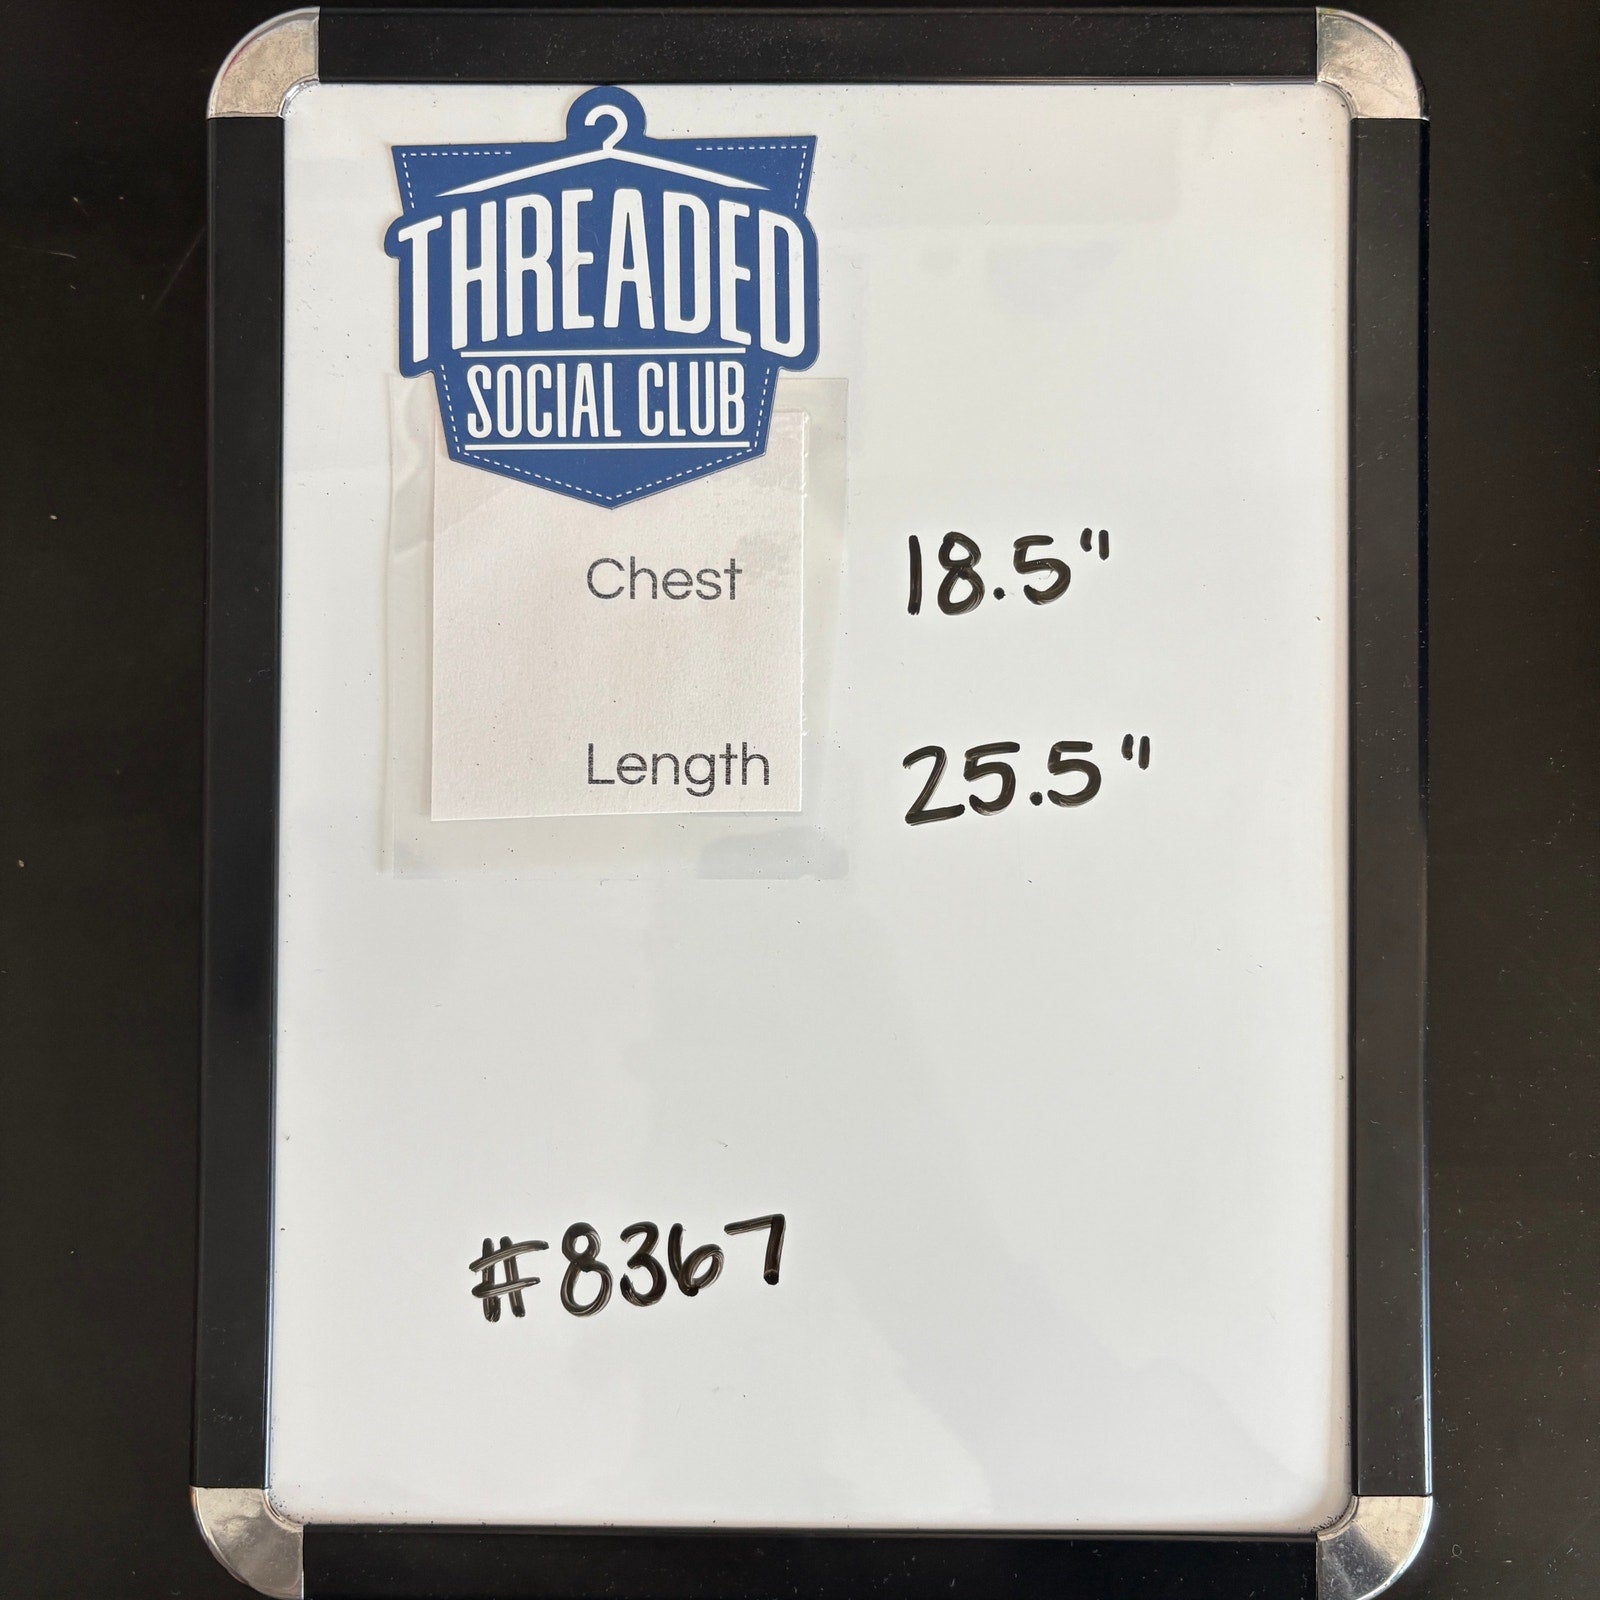 THREADED
SOCIAL CLUB
Chest 18.5"
Length 25.5"
#8367